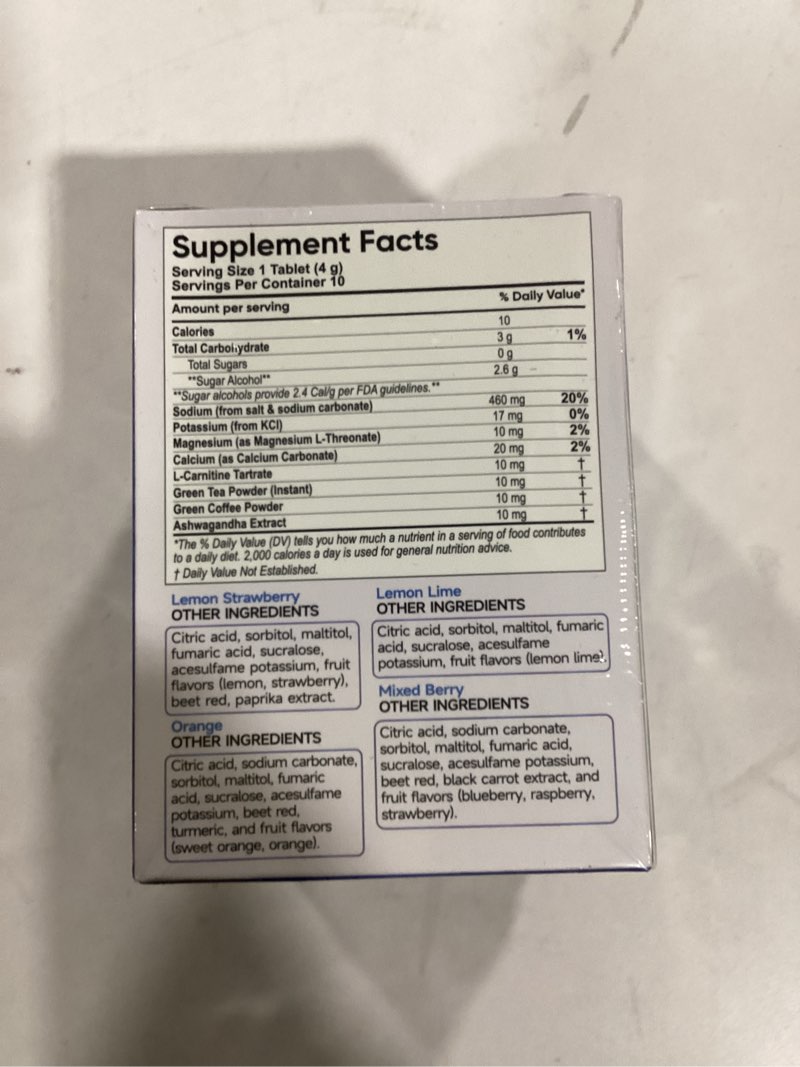 Supplement Facts
Serving Size 1 Tablet (4 g)
Servings Per Container 10
Amount per serving % Daily Value*
Calories 10
Total Carbohydrate 3 g 1%
Total Sugars 0 g
**Sugar Alcohol** 2.6 g
**Sugar alcohols provide 2.4 Cal/g per FDA guidelines.**
Sodium (from salt & sodium carbonate) 460 mg 20%
Potassium (from KCl) 17 mg 0%
Magnesium (as Magnesium L-Threonate) 10 mg 2%
Calcium (as Calcium Carbonate) 20 mg 2%
L-Carnitine Tartrate 10 mg †
Green Tea Powder (Instant) 10 mg †
Green Coffee Powder 10 mg †
Ashwagandha Extract 10 mg †
*The % Daily Value (DV) tells you how much a nutrient in a serving of food contributes
to a daily diet. 2,000 calories a day is used for general nutrition advice.
† Daily Value Not Established.
Lemon Strawberry
OTHER INGREDIENTS
Citric acid, sorbitol, maltitol,
fumaric acid, sucralose,
acesulfame potassium, fruit
flavors (lemon, strawberry),
beet red, paprika extract.
Orange
OTHER INGREDIENTS
Citric acid, sodium carbonate,
sorbitol, maltitol, fumaric
acid, sucralose, acesulfame
potassium, beet red,
turmeric, and fruit flavors
(sweet orange, orange).
Lemon Lime
OTHER INGREDIENTS
Citric acid, sorbitol, maltitol, fumaric
acid, sucralose, acesulfame
potassium, fruit flavors (lemon lime).
Mixed Berry
OTHER INGREDIENTS
Citric acid, sodium carbonate,
sorbitol, maltitol, fumaric acid,
sucralose, acesulfame potassium,
beet red, black carrot extract, and
fruit flavors (blueberry, raspberry,
strawberry).